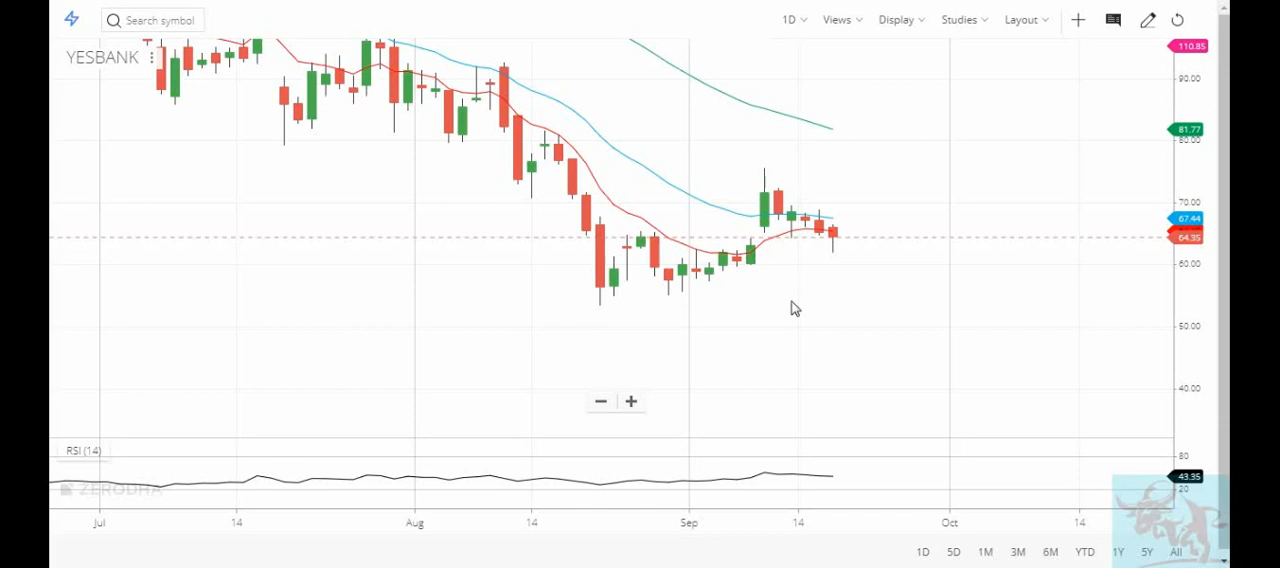 Search symbol
1D Views Display Studies Layout
YESBANK
110.85
90.00
81.77
80.00
70.00
67.44
64.35
60.00
50.00
40.00
RSI (14)
80
43.35
20
ZERODHA
Jul 14 Aug 14 Sep 14 Oct 14
1D 5D 1M 3M 6M YTD 1Y 5Y All